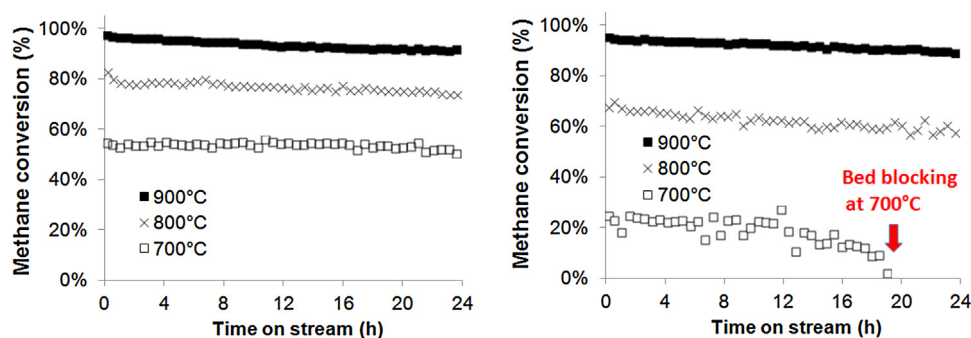 Methane conversion (%)
100%
80%
60%
40%
20%
0%
900°C
800°C
700°C
0 4 8 12 16 20 24
Time on stream (h)
Methane conversion (%)
100%
80%
60%
40%
20%
0%
900°C
800°C
700°C
Bed blocking
at 700°C
0 4 8 12 16 20 24
Time on stream (h)